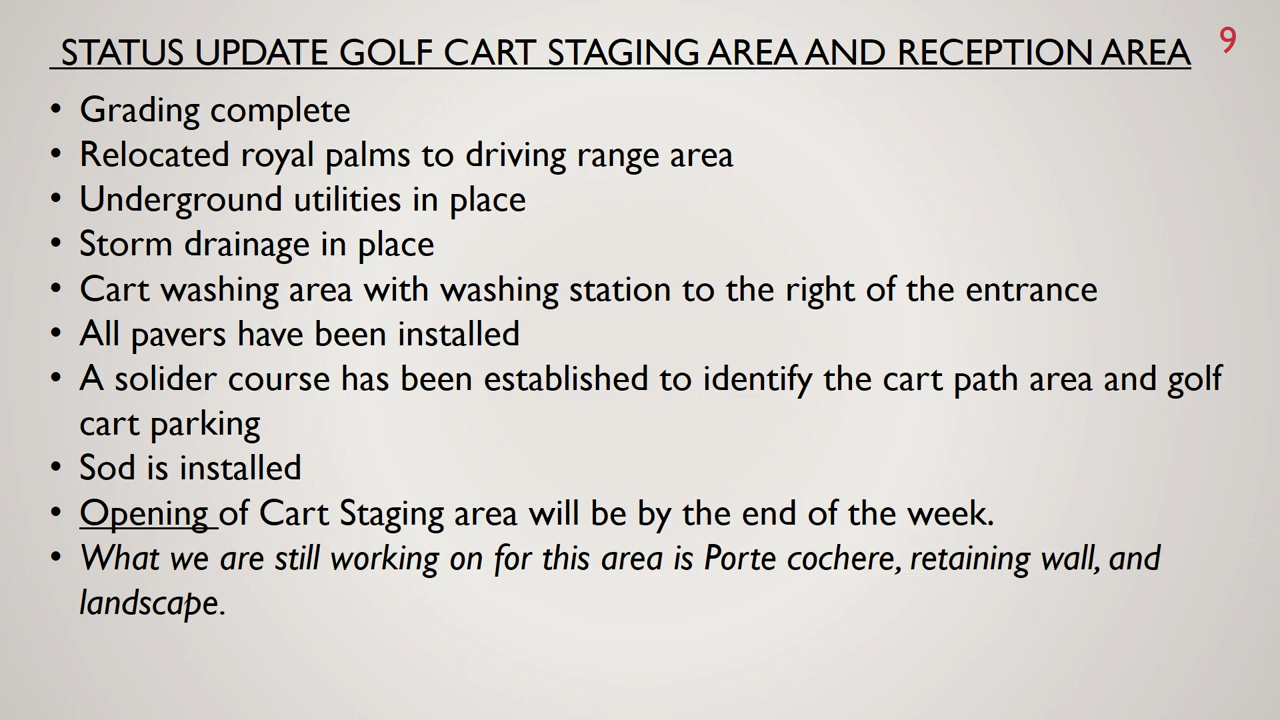 STATUS UPDATE GOLF CART STAGING AREA AND RECEPTION AREA
9
• Grading complete
• Relocated royal palms to driving range area
• Underground utilities in place
• Storm drainage in place
• Cart washing area with washing station to the right of the entrance
• All pavers have been installed
• A solider course has been established to identify the cart path area and golf
cart parking
• Sod is installed
• Opening of Cart Staging area will be by the end of the week.
• What we are still working on for this area is Porte cochere, retaining wall, and
landscape.